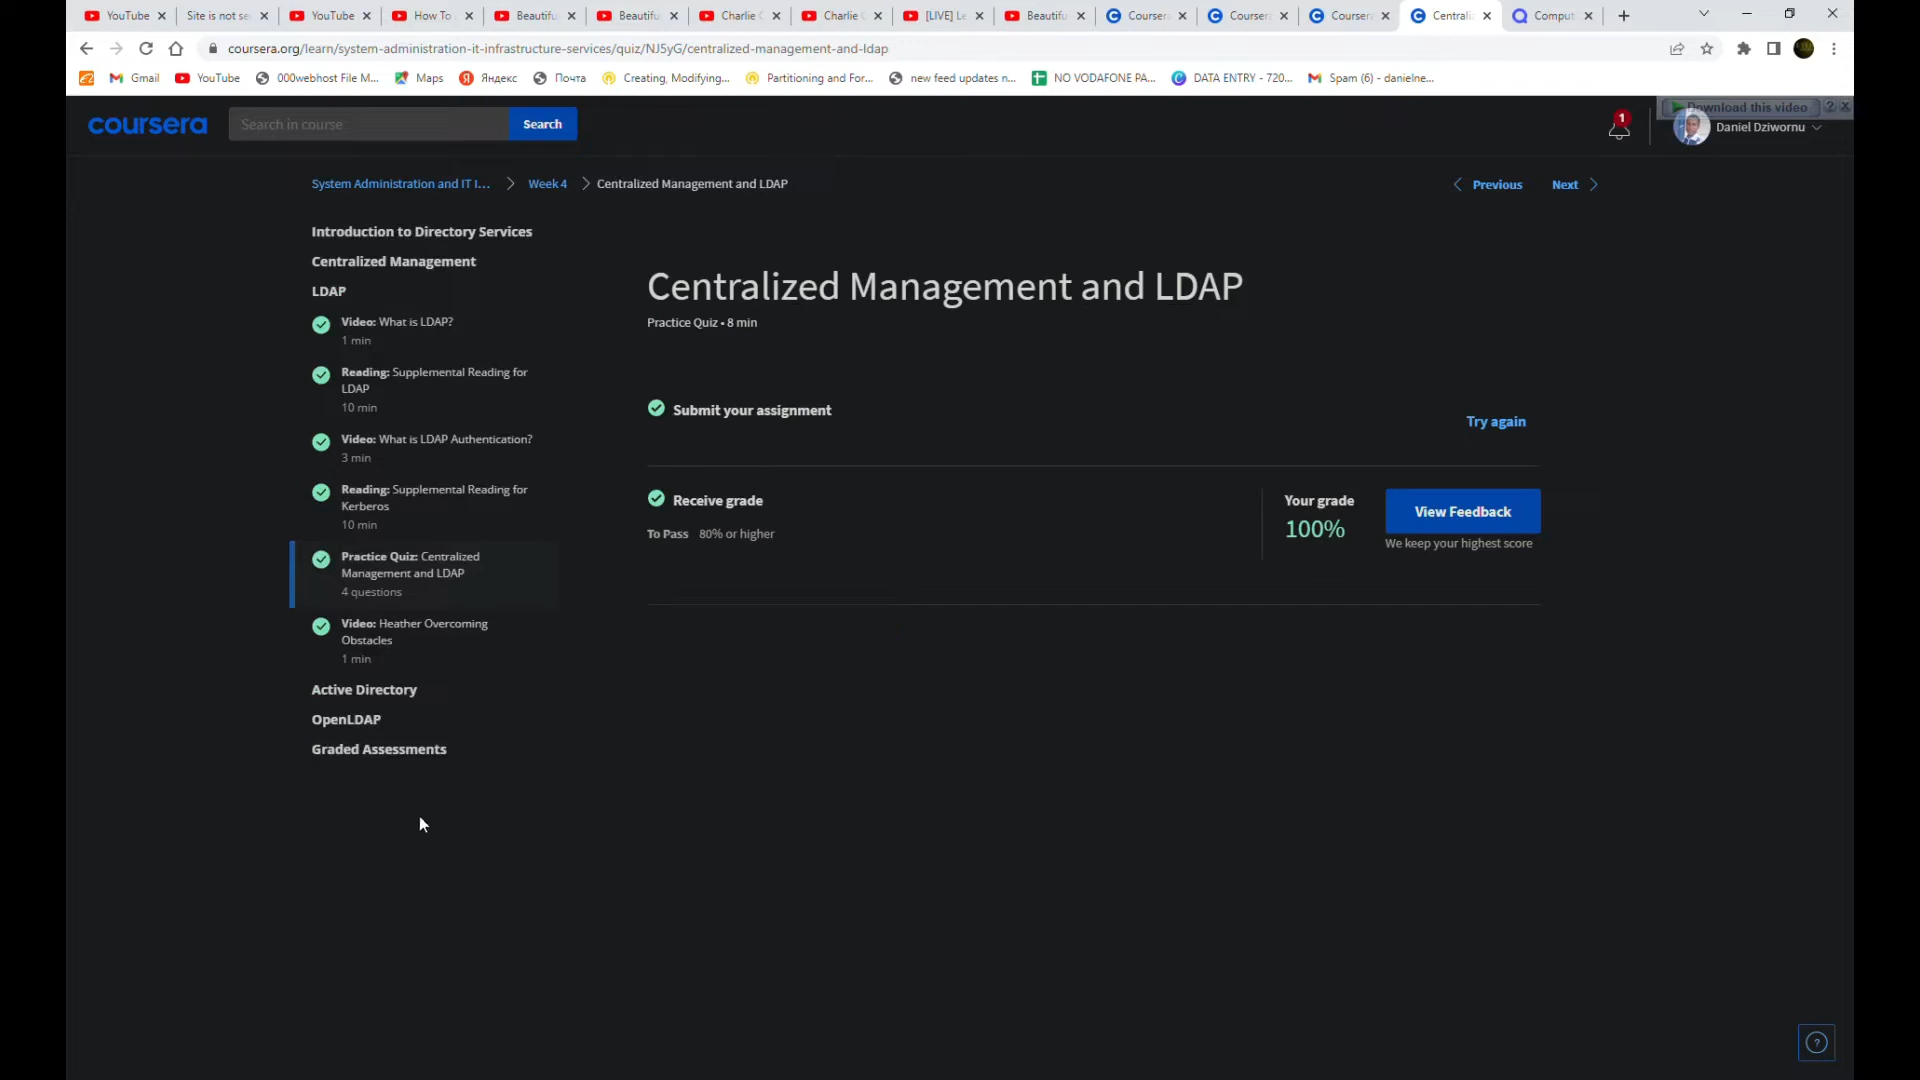 YouTube
Site is not se
YouTube
How To
Beautifu
Beautifu
Charlie C
Charlie C
[LIVE] Le
Beautifu
Courser
Courser
Courser
Centrali
Comput
coursera.org/learn/system-administration-it-infrastructure-services/quiz/NJ5yG/centralized-management-and-ldap
Gmail
YouTube
000webhost File M...
Maps
Яндекс
Почта
Creating, Modifying...
Partitioning and For...
new feed updates n...
NO VODAFONE PA...
DATA ENTRY - 720...
Spam (6) - danielne...
Download this video ? X
coursera
Search in course
Search
1
Daniel Dziwornu
System Administration and IT I... > Week 4 > Centralized Management and LDAP
Previous
Next
Introduction to Directory Services
Centralized Management
LDAP
Video: What is LDAP?
1 min
Reading: Supplemental Reading for
LDAP
10 min
Video: What is LDAP Authentication?
3 min
Reading: Supplemental Reading for
Kerberos
10 min
Practice Quiz: Centralized
Management and LDAP
4 questions
Video: Heather Overcoming
Obstacles
1 min
Active Directory
OpenLDAP
Graded Assessments
Centralized Management and LDAP
Practice Quiz • 8 min
Submit your assignment
Try again
Receive grade
To Pass 80% or higher
Your grade
100%
View Feedback
We keep your highest score
?